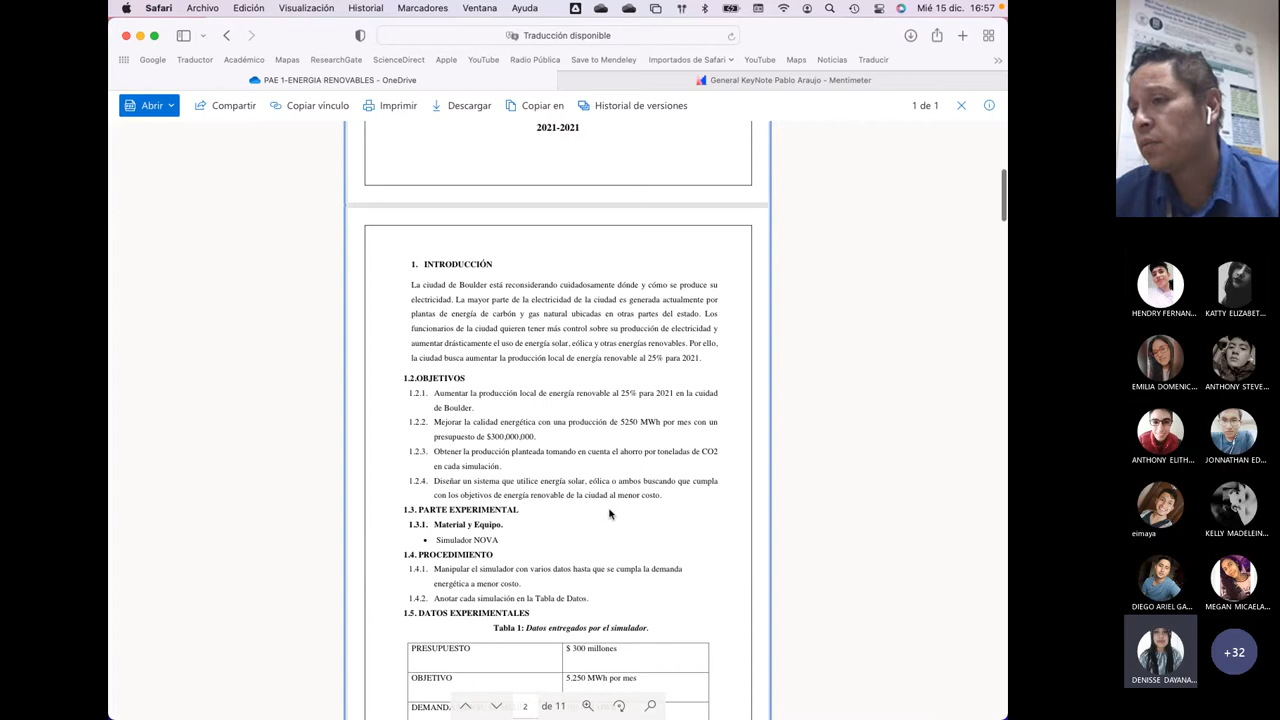 Safari Archivo Edición Visualización Historial Marcadores Ventana Ayuda Mié 15 dic. 16:57
Traducción disponible
Google Traductor Académico Mapas ResearchGate ScienceDirect Apple YouTube Radio Pública Save to Mendeley Importados de Safari YouTube Maps Noticias Traducir
PAE 1-ENERGIA RENOVABLES - OneDrive
General KeyNote Pablo Araujo - Mentimeter
Abrir Compartir Copiar vínculo Imprimir Descargar Copiar en Historial de versiones 1 de 1
2021-2021
1. INTRODUCCIÓN
La ciudad de Boulder está reconsiderando cuidadosamente dónde y cómo se produce su
electricidad. La mayor parte de la electricidad de la ciudad es generada actualmente por
plantas de energía de carbón y gas natural ubicadas en otras partes del estado. Los
funcionarios de la ciudad quieren tener más control sobre su producción de electricidad y
aumentar drásticamente el uso de energía solar, eólica y otras energías renovables. Por ello,
la ciudad busca aumentar la producción local de energía renovable al 25% para 2021.
1.2.OBJETIVOS
1.2.1. Aumentar la producción local de energía renovable al 25% para 2021 en la cuidad
de Boulder.
1.2.2. Mejorar la calidad energética con una producción de 5250 MWh por mes con un
presupuesto de $300,000,000.
1.2.3. Obtener la producción planteada tomando en cuenta el ahorro por toneladas de CO2
en cada simulación.
1.2.4. Diseñar un sistema que utilice energía solar, eólica o ambos buscando que cumpla
con los objetivos de energía renovable de la ciudad al menor costo.
1.3. PARTE EXPERIMENTAL
1.3.1. Material y Equipo.
• Simulador NOVA
1.4. PROCEDIMIENTO
1.4.1. Manipular el simulador con varios datos hasta que se cumpla la demanda
energética a menor costo.
1.4.2. Anotar cada simulación en la Tabla de Datos.
1.5. DATOS EXPERIMENTALES
Tabla 1: Datos entregados por el simulador.
PRESUPUESTO $ 300 millones
OBJETIVO 5.250 MWh por mes
2 de 11
HENDRY FERNAN... KATTY ELIZABET...
EMILIA DOMENIC... ANTHONY STEVE...
ANTHONY ELITH... JONNATHAN ED...
eimaya KELLY MADELEIN...
DIEGO ARIEL GA... MEGAN MICAELA...
DENISSE DAYANA... +32